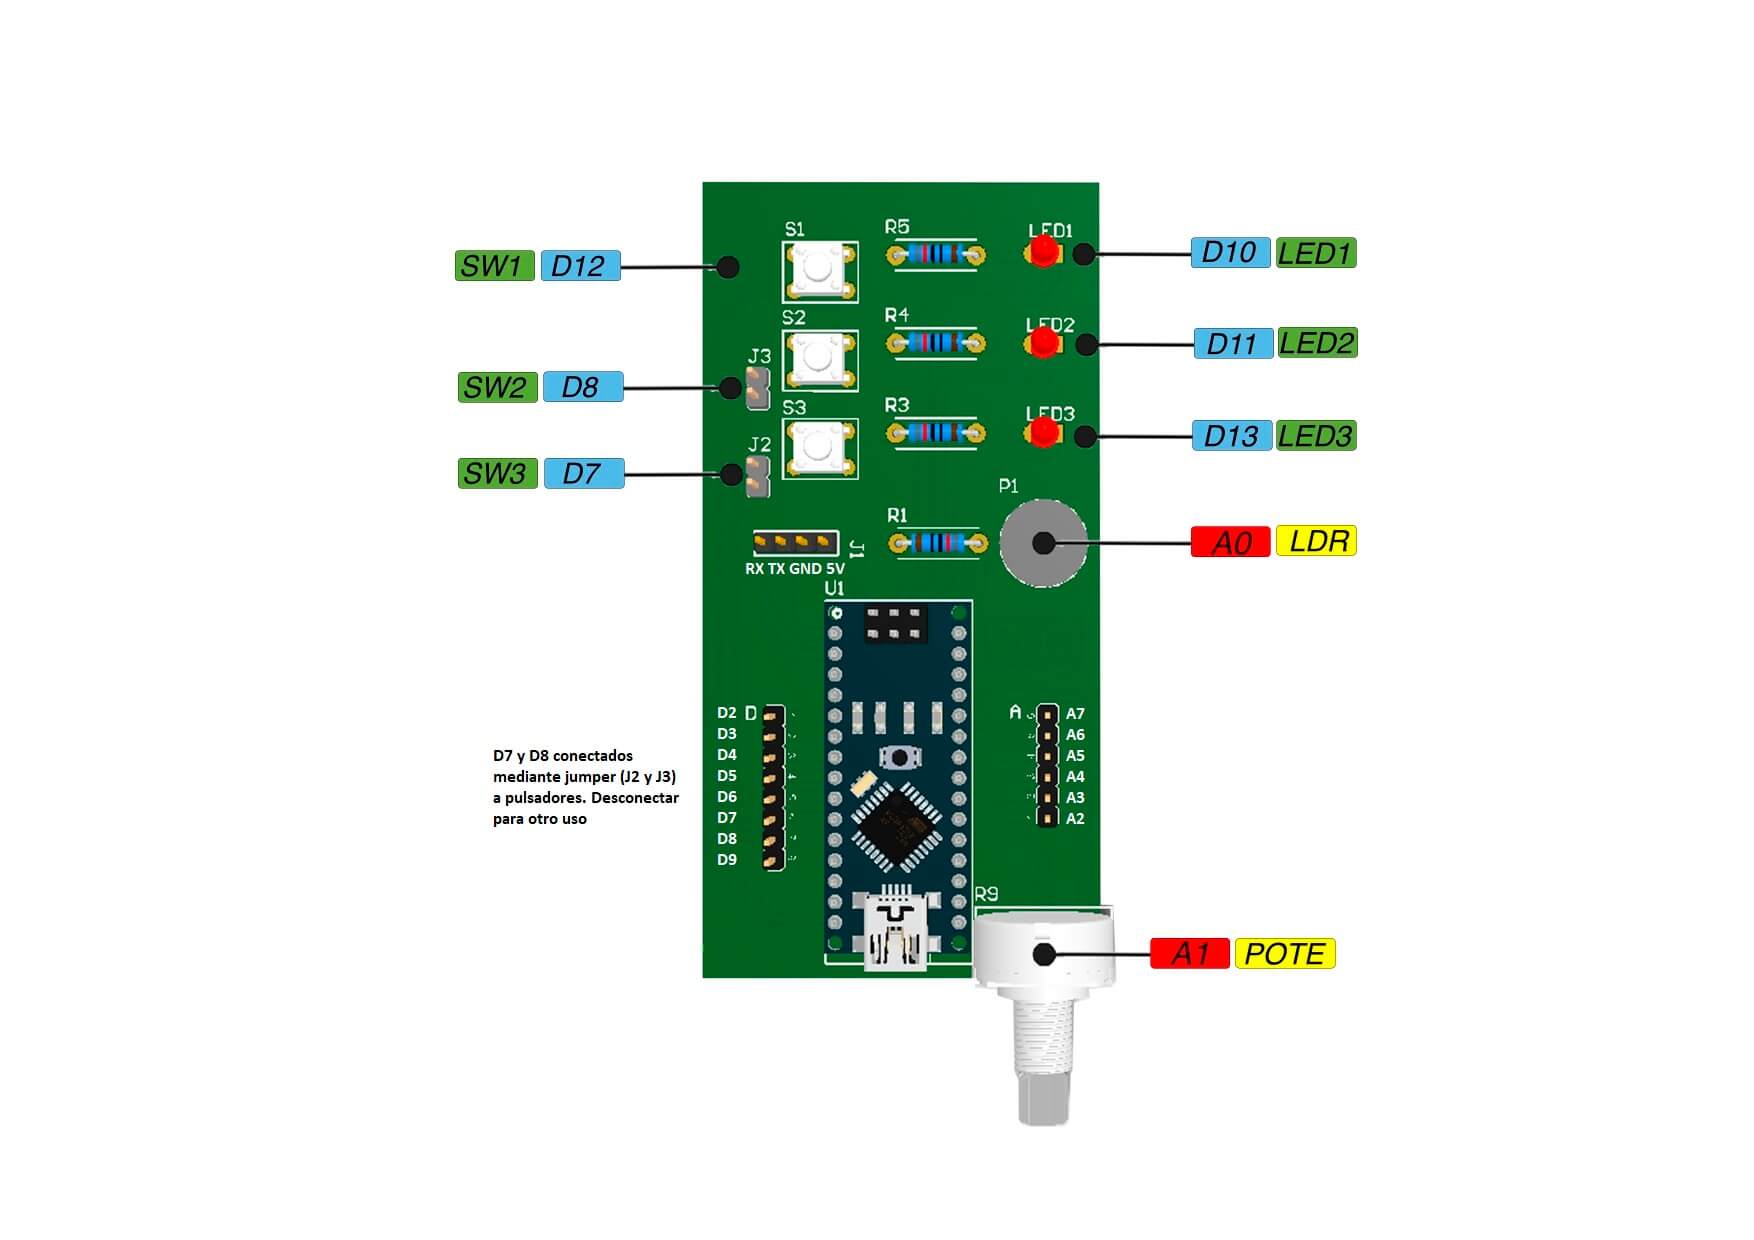 S1
R5
LED1
SW1 D12
D10 LED1
S2
R4
LED2
D11 LED2
J3
SW2 D8
S3
R3
LED3
D13 LED3
J2
SW3 D7
P1
R1
A0 LDR
J1
RX TX GND 5V
U1
D2 D
D3
D4
D5
D6
D7
D8
D9
A A7
A6
A5
A4
A3
A2
D7 y D8 conectados
mediante jumper (J2 y J3)
a pulsadores. Desconectar
para otro uso
R9
A1 POTE